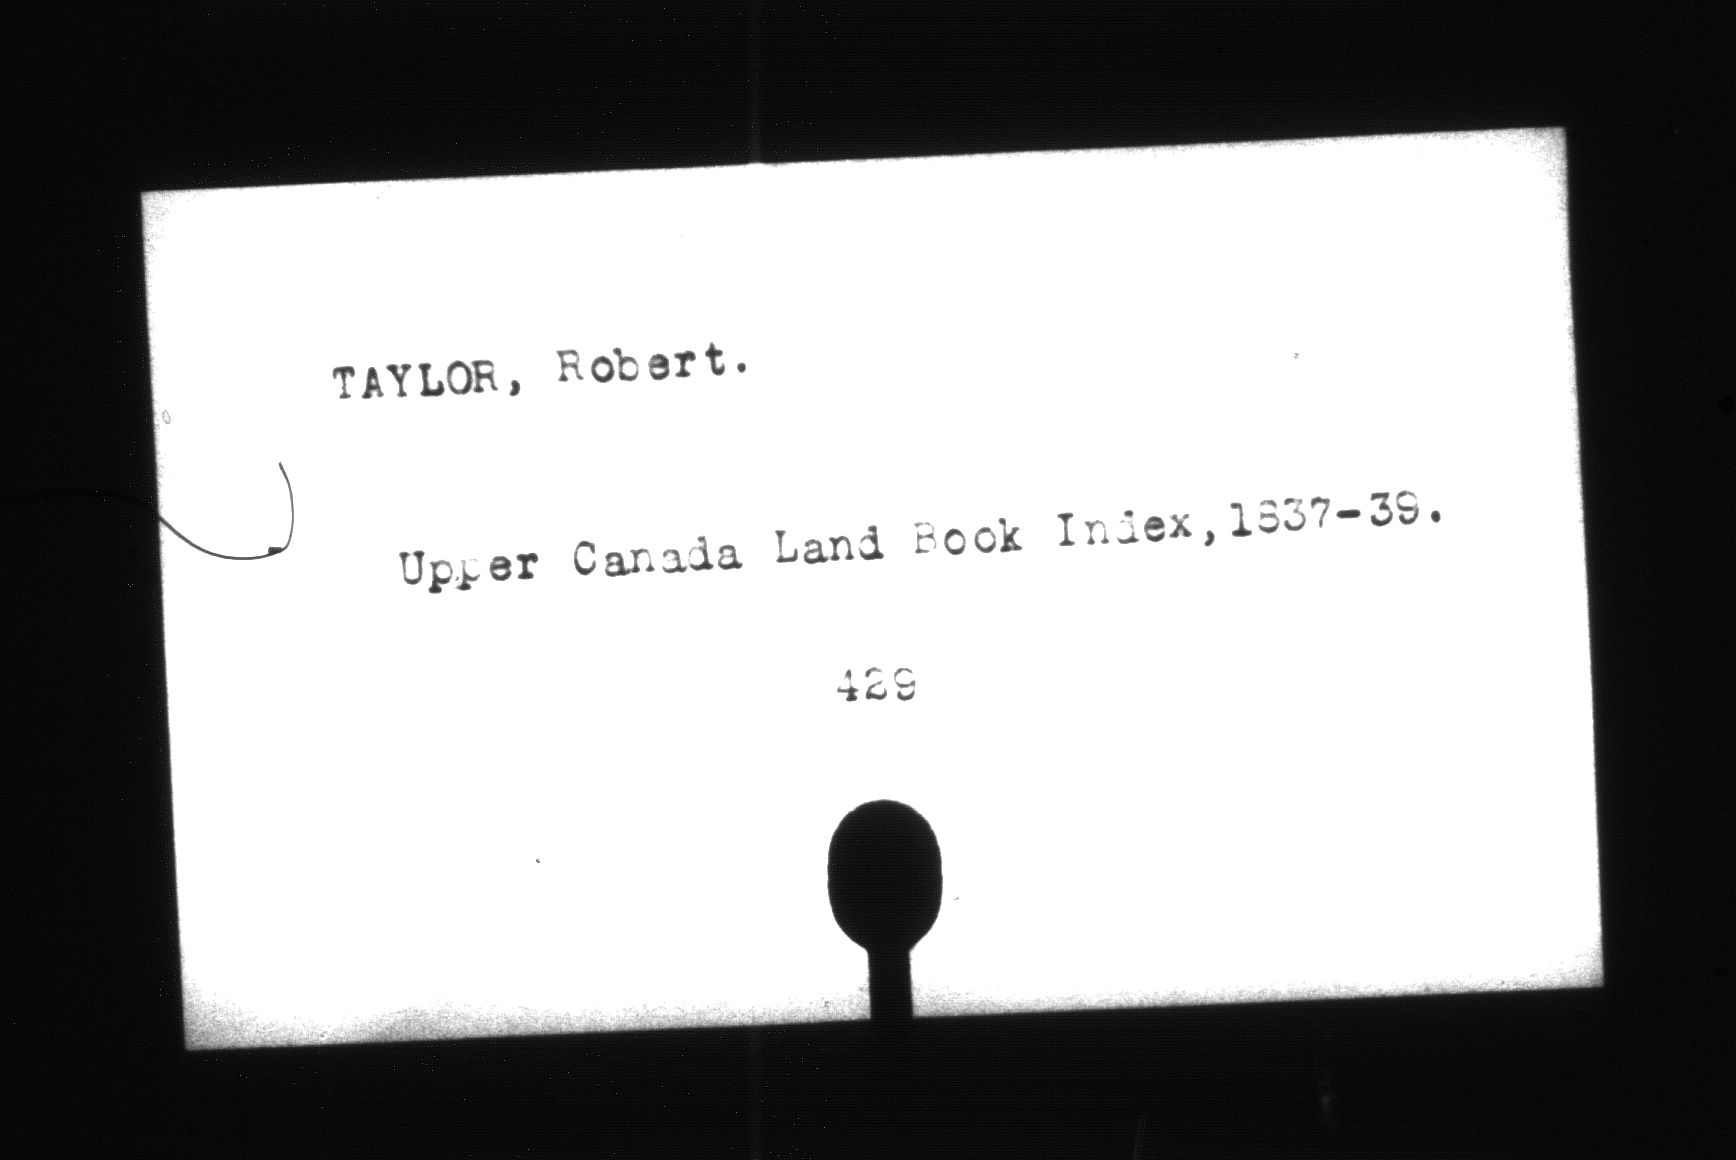 TAYLOR, Robert.
Upper Canada Land Book Index,1837-39.
429